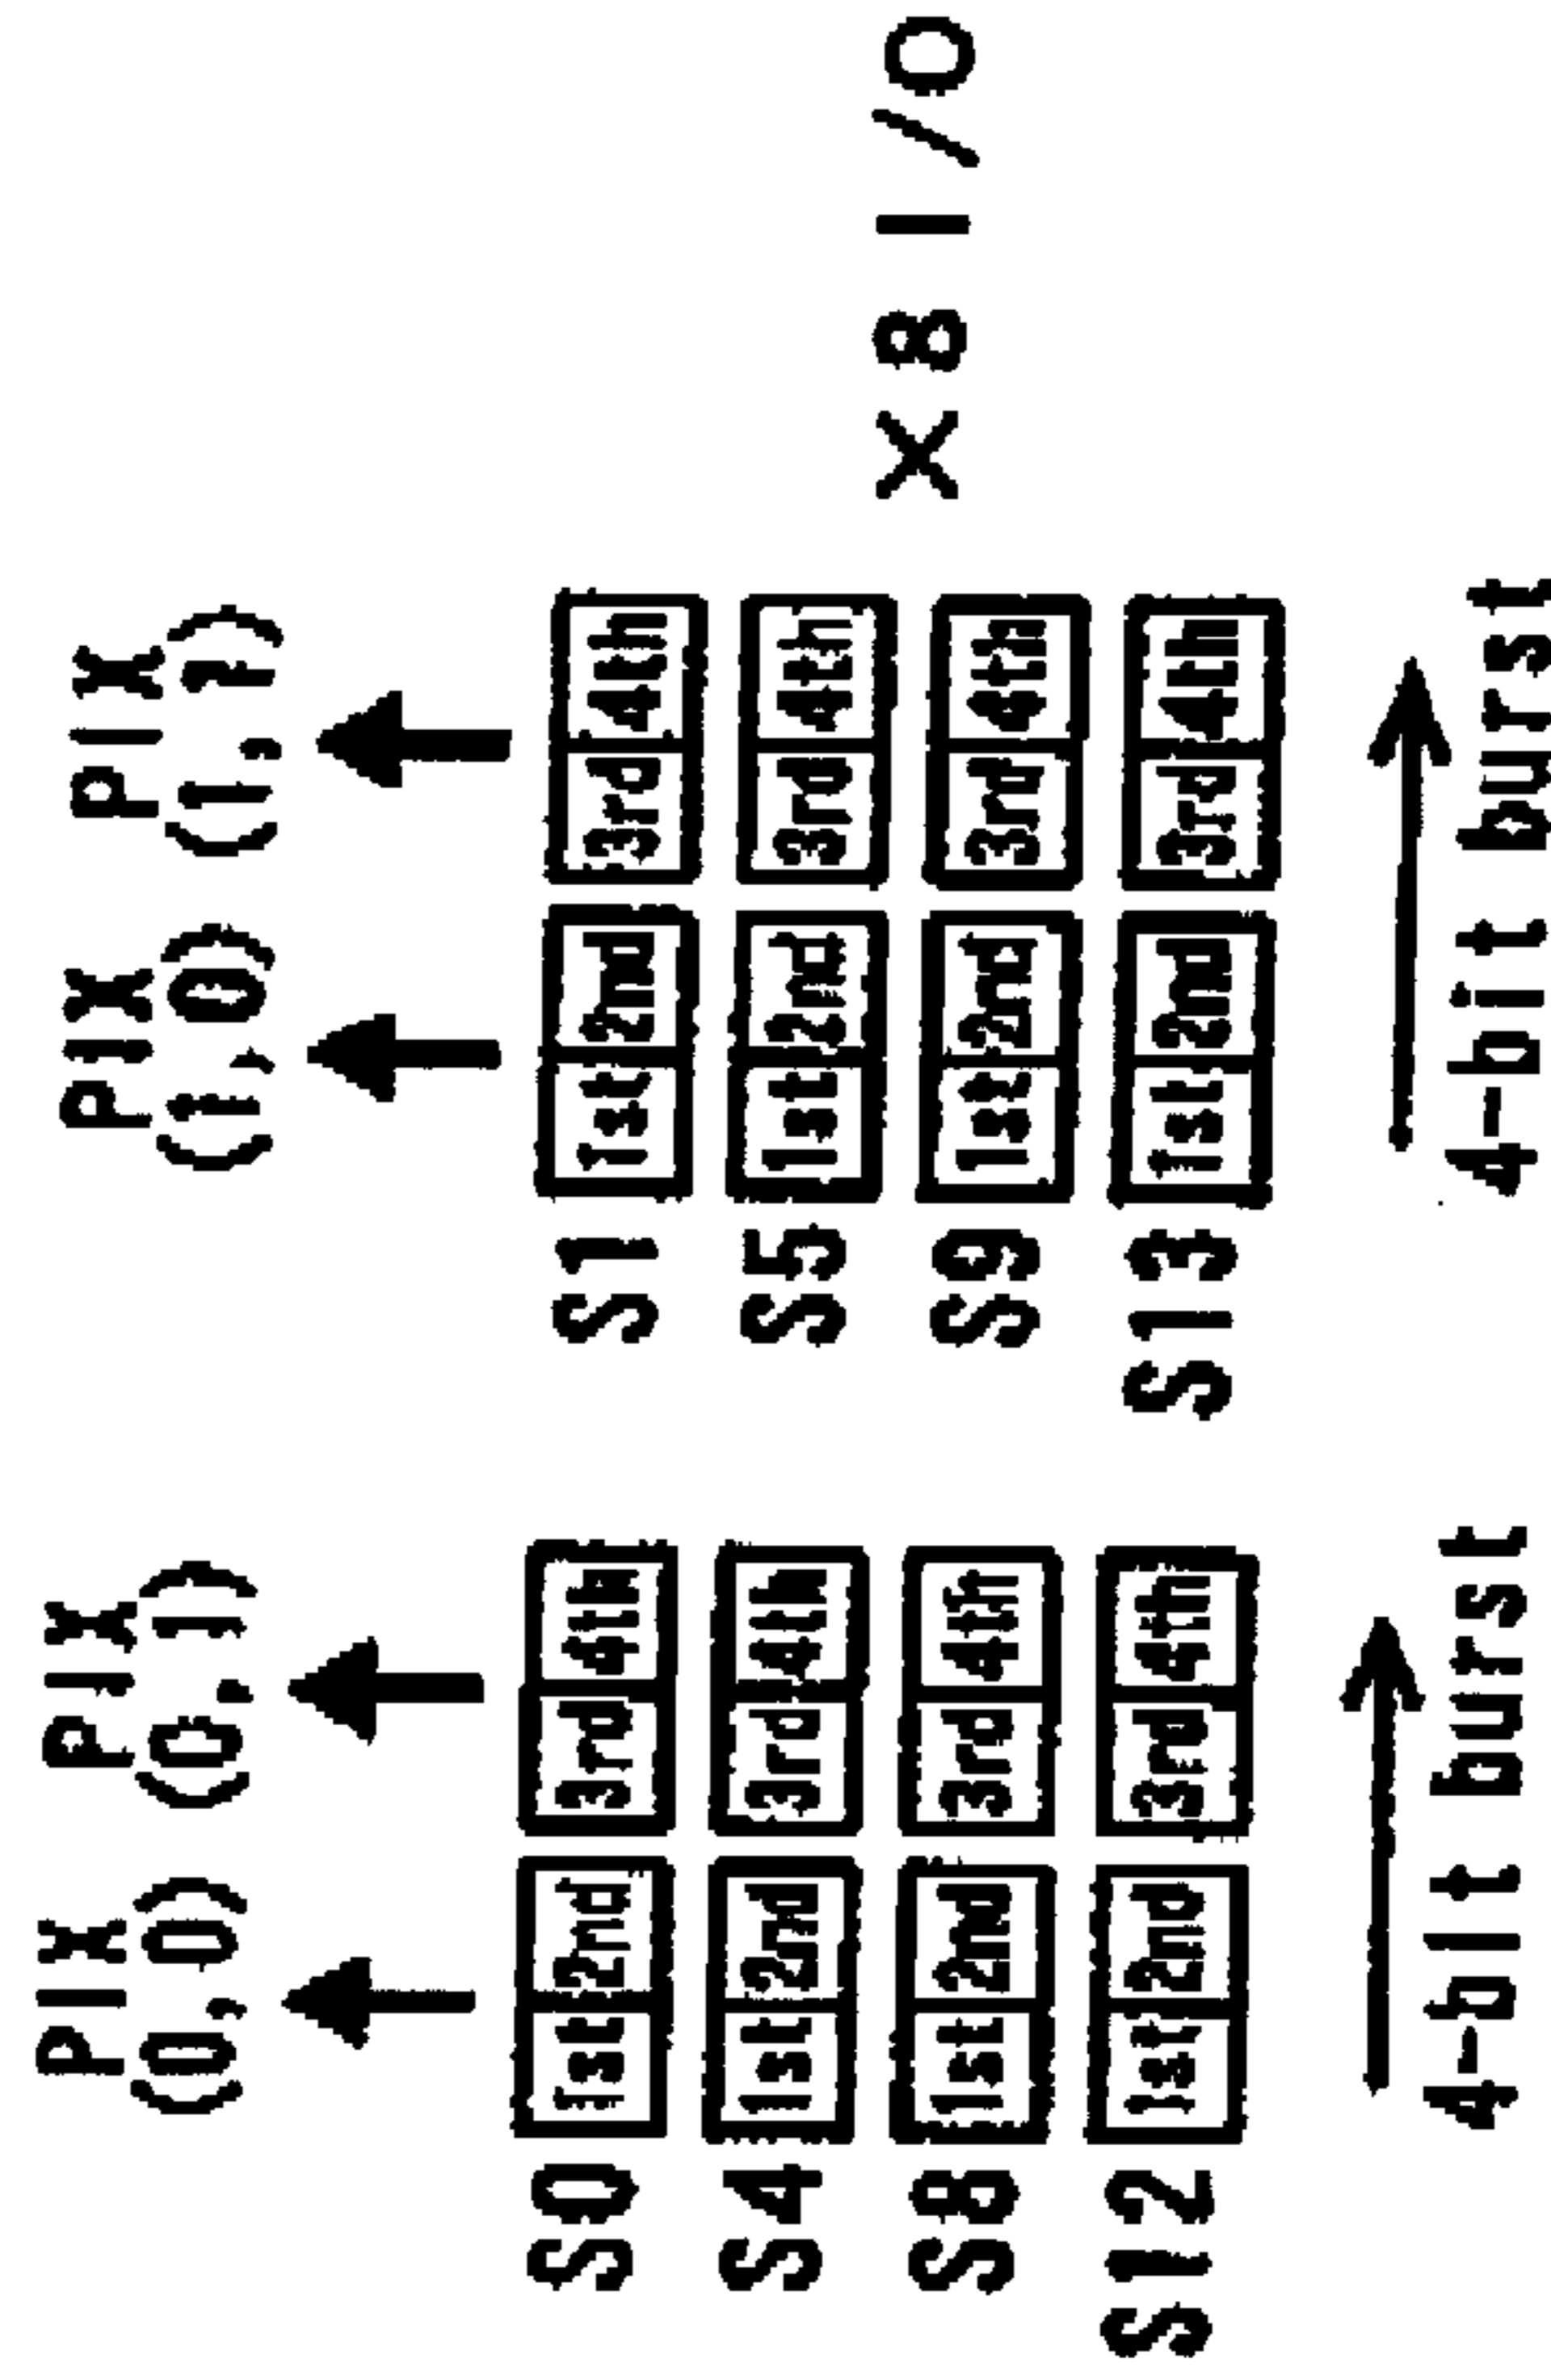 PIX PIX PIX PIX
(0,0) (0,1) (1,0) (1,1)
S0 1st 2nd 3rd 4th S1 1st 2nd 3rd 4th
S4 1st 2nd 3rd 4th S5 1st 2nd 3rd 4th
x 8 I/O
S8 1st 2nd 3rd 4th S9 1st 2nd 3rd 4th
S12 1st 2nd 3rd 4th S13 1st 2nd 3rd 4th
4-bit burst 4-bit burst